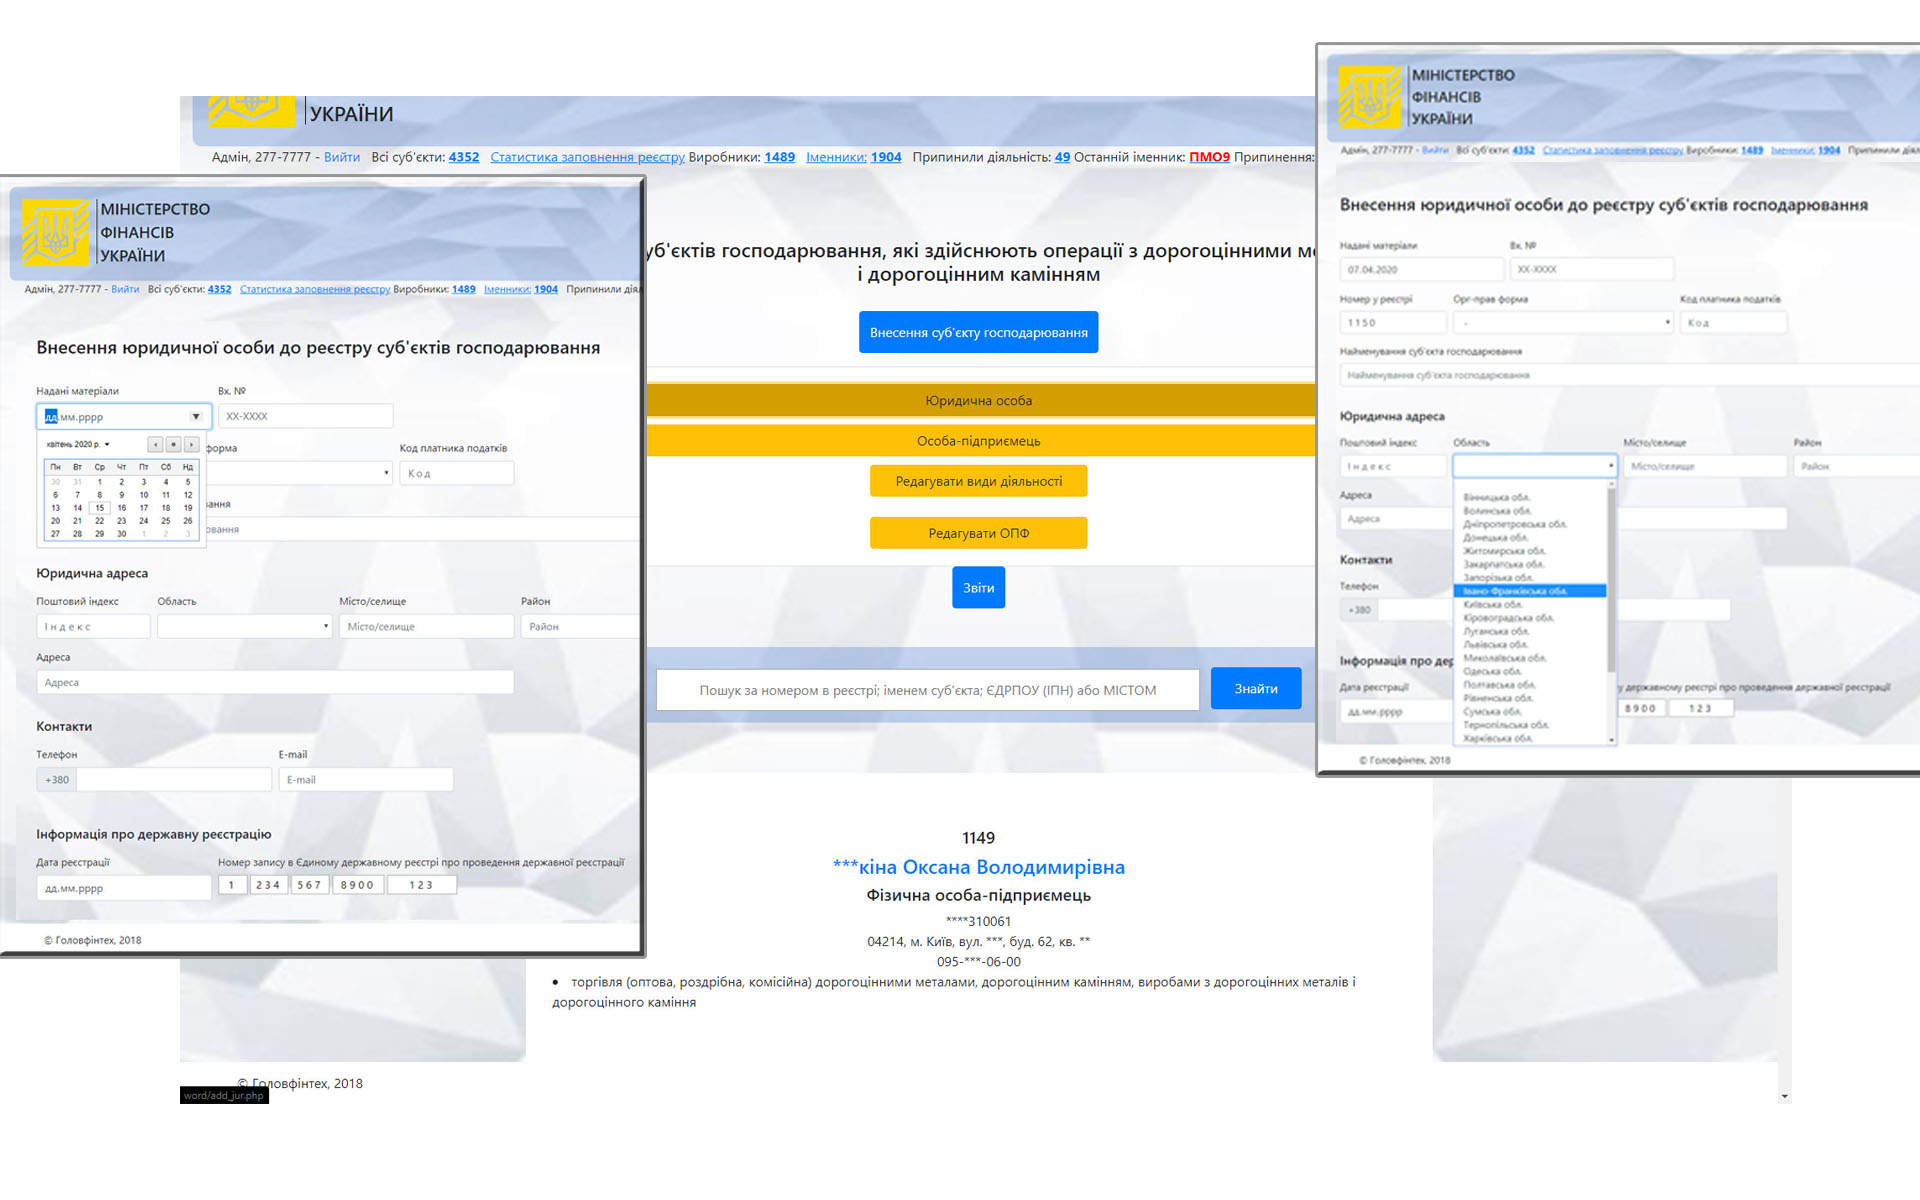 УКРАЇНИ
Адмін, 277-7777 - Вийти Всі суб'єкти: 4352 Статистика заповнення реєстру Виробники: 1489 Іменники: 1904 Припинили діяльність: 49 Останній іменник: ПМО9 Припинення:
уб'єктів господарювання, які здійснюють операції з дорогоцінними
і дорогоцінним камінням
Внесення суб'єкту господарювання
Юридична особа
Особа-підприємець
Редагувати види діяльності
Редагувати ОПФ
Звіти
Пошук за номером в реєстрі; іменем суб'єкта; ЄДРПОУ (ІПН) або МІСТОМ
Знайти
1149
***кіна Оксана Володимирівна
Фізична особа-підприємець
****310061
04214, м. Київ, вул. ***, буд. 62, кв. **
095-***-06-00
• торгівля (оптова, роздрібна, комісійна) дорогоцінними металами, дорогоцінним камінням, виробами з дорогоцінних металів і
дорогоцінного каміння
© Головфінтех, 2018
word/add_jur.php
МІНІСТЕРСТВО
ФІНАНСІВ
УКРАЇНИ
Адмін, 277-7777 - Вийти Всі суб'єкти: 4352 Статистика заповнення реєстру Виробники: 1489 Іменники: 1904 Припинили діял
Внесення юридичної особи до реєстру суб'єктів господарювання
Надані матеріали Вх. №
дд.мм.рррр XX-XXXX
квітень 2020 р.
Пн Вт Ср Чт Пт Сб Нд
30 31 1 2 3 4 5
6 7 8 9 10 11 12
13 14 15 16 17 18 19
20 21 22 23 24 25 26
27 28 29 30 1 2 3
форма Код платника податків
Код
вання
рвання
Юридична адреса
Поштовий індекс Область Місто/селище Район
Індекс Місто/селище Район
Адреса
Адреса
Контакти
Телефон E-mail
+380 E-mail
Інформація про державну реєстрацію
Дата реєстрації Номер запису в Єдиному державному реєстрі про проведення державної реєстрації
дд.мм.рррр 1 234 567 8900 123
© Головфінтех, 2018
МІНІСТЕРСТВО
ФІНАНСІВ
УКРАЇНИ
Адмін, 277-7777 - Вийти Всі суб'єкти: 4352 Статистика заповнення реєстру Виробники: 1489 Іменники: 1904 Припинили дія
Внесення юридичної особи до реєстру суб'єктів господарювання
Надані матеріали Вх. №
07.04.2020 XX-XXXX
Номер у реєстрі Орг-прав форма Код платника податків
1150 - Код
Найменування суб'єкта господарювання
Найменування суб'єкта господарювання
Юридична адреса
Поштовий індекс Область Місто/селище Район
Індекс Місто/селище Район
Адреса
Адреса
Вінницька обл.
Волинська обл.
Дніпропетровська обл.
Донецька обл.
Житомирська обл.
Закарпатська обл.
Запорізька обл.
Івано-Франківська обл.
Київська обл.
Кіровоградська обл.
Луганська обл.
Львівська обл.
Миколаївська обл.
Одеська обл.
Полтавська обл.
Рівненська обл.
Сумська обл.
Тернопільська обл.
Харківська обл.
Контакти
Телефон
+380
Інформація про дер
Дата реєстрації у державному реєстрі про проведення державної реєстрації
дд.мм.рррр 8900 123
© Головфінтех, 2018